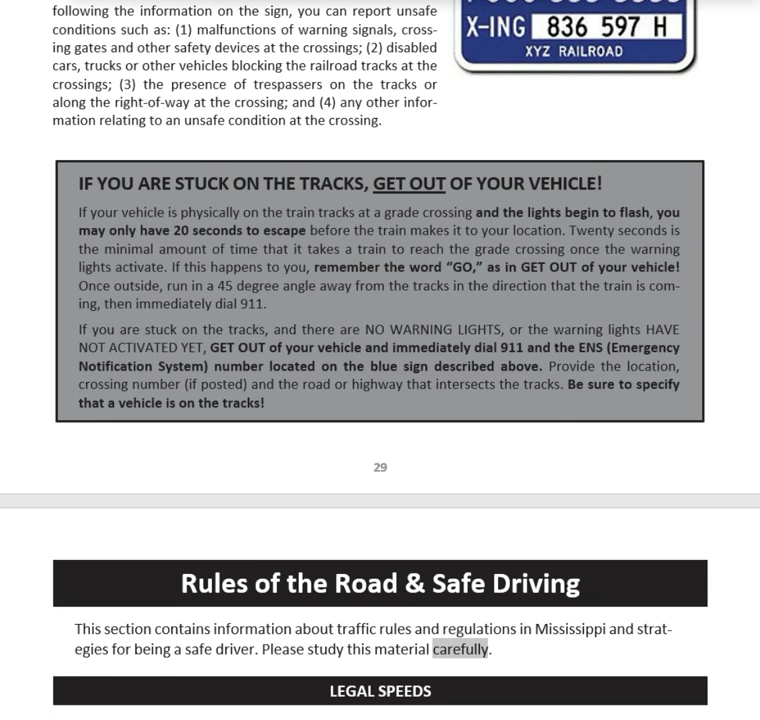 following the information on the sign, you can report unsafe
conditions such as: (1) malfunctions of warning signals, cross-
ing gates and other safety devices at the crossings; (2) disabled
cars, trucks or other vehicles blocking the railroad tracks at the
crossings; (3) the presence of trespassers on the tracks or
along the right-of-way at the crossing; and (4) any other infor-
mation relating to an unsafe condition at the crossing.
X-ING 836 597 H
XYZ RAILROAD
IF YOU ARE STUCK ON THE TRACKS, GET OUT OF YOUR VEHICLE!
If your vehicle is physically on the train tracks at a grade crossing and the lights begin to flash, you
may only have 20 seconds to escape before the train makes it to your location. Twenty seconds is
the minimal amount of time that it takes a train to reach the grade crossing once the warning
lights activate. If this happens to you, remember the word “GO,” as in GET OUT of your vehicle!
Once outside, run in a 45 degree angle away from the tracks in the direction that the train is com-
ing, then immediately dial 911.
If you are stuck on the tracks, and there are NO WARNING LIGHTS, or the warning lights HAVE
NOT ACTIVATED YET, GET OUT of your vehicle and immediately dial 911 and the ENS (Emergency
Notification System) number located on the blue sign described above. Provide the location,
crossing number (if posted) and the road or highway that intersects the tracks. Be sure to specify
that a vehicle is on the tracks!
29
Rules of the Road & Safe Driving
This section contains information about traffic rules and regulations in Mississippi and strat-
egies for being a safe driver. Please study this material carefully.
LEGAL SPEEDS